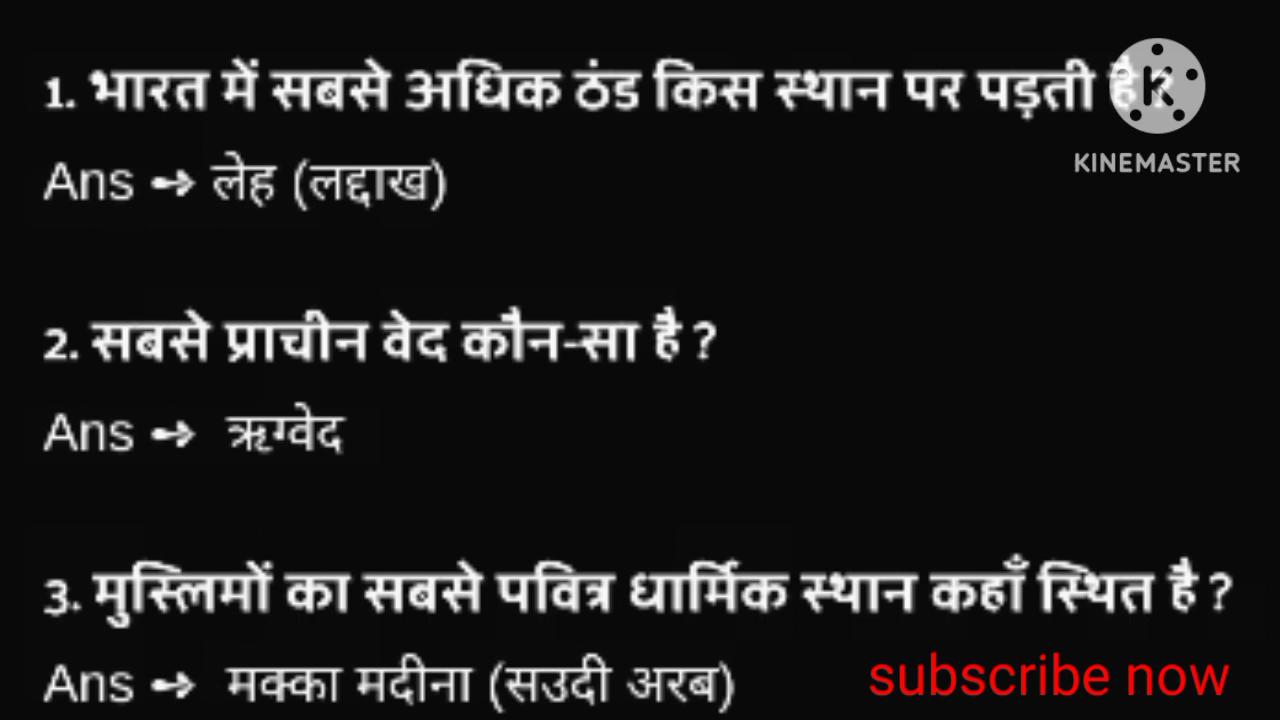 1. भारत में सबसे अधिक ठंड किस स्थान पर पड़ती है ?
KINEMASTER
Ans ➺ लेह (लद्दाख)
2. सबसे प्राचीन वेद कौन-सा है ?
Ans ➺ ऋग्वेद
3. मुस्लिमों का सबसे पवित्र धार्मिक स्थान कहाँ स्थित है ?
Ans ➺ मक्का मदीना (सउदी अरब)
subscribe now